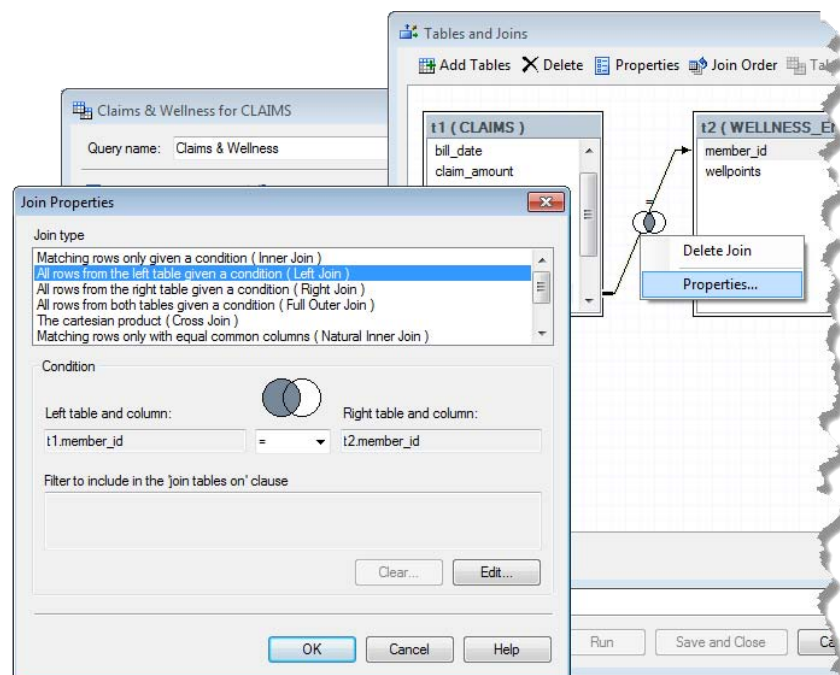 Tables and Joins
Add Tables Delete Properties Join Order
Claims & Wellness for CLAIMS
Query name: Claims & Wellness
t1 ( CLAIMS )
bill_date
claim_amount
t2 ( WELLNESS_
member_id
wellpoints
=
Delete Join
Properties...
Join Properties
Join type
Matching rows only given a condition ( Inner Join )
All rows from the left table given a condition ( Left Join )
All rows from the right table given a condition ( Right Join )
All rows from both tables given a condition ( Full Outer Join )
The cartesian product ( Cross Join )
Matching rows only with equal common columns ( Natural Inner Join )
Condition
Left table and column: Right table and column:
t1.member_id = t2.member_id
Filter to include in the 'join tables on' clause
Clear... Edit...
OK Cancel Help
Run Save and Close